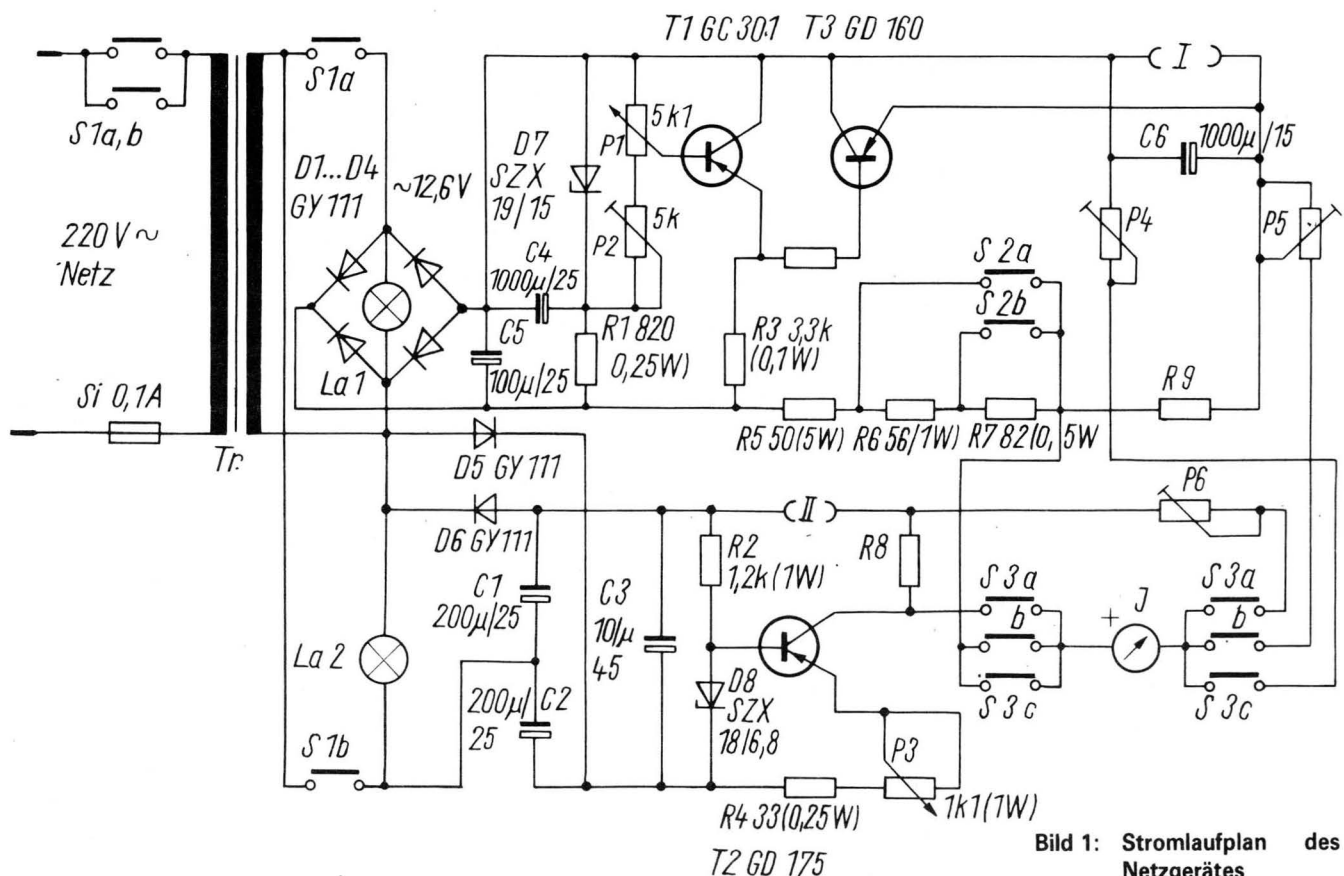 T1 GC 301 T3 GD 160
S1a
S1a,b
I
D1...D4
GY 111
~12,6V
D7
SZX
19/15
5k1
P1
5k
P2
C6
1000µ/15
P4
P5
220 V ~
Netz
C4
1000µ/25
C5
100µ/25
R1 820
0,25W)
R3 3,3k
(0,1W)
S 2a
S 2b
La 1
Si 0,1A
Tr.
R5 50(5W)
R6 56/1W)
R7 82(0,5W
R9
D5 GY 111
D6 GY111
II
P6
R2
1,2k(1W)
R8
C1
200µ/25
C3
10/µ
45
S 3a
b
S 3c
+
J
S 3a
b
S 3c
La 2
200µ/
25
C2
D8
SZX
18/6,8
P3
1k1(1W)
S 1b
R4 33(0,25W)
T2 GD 175
Bild 1: Stromlaufplan des
Netzgerätes